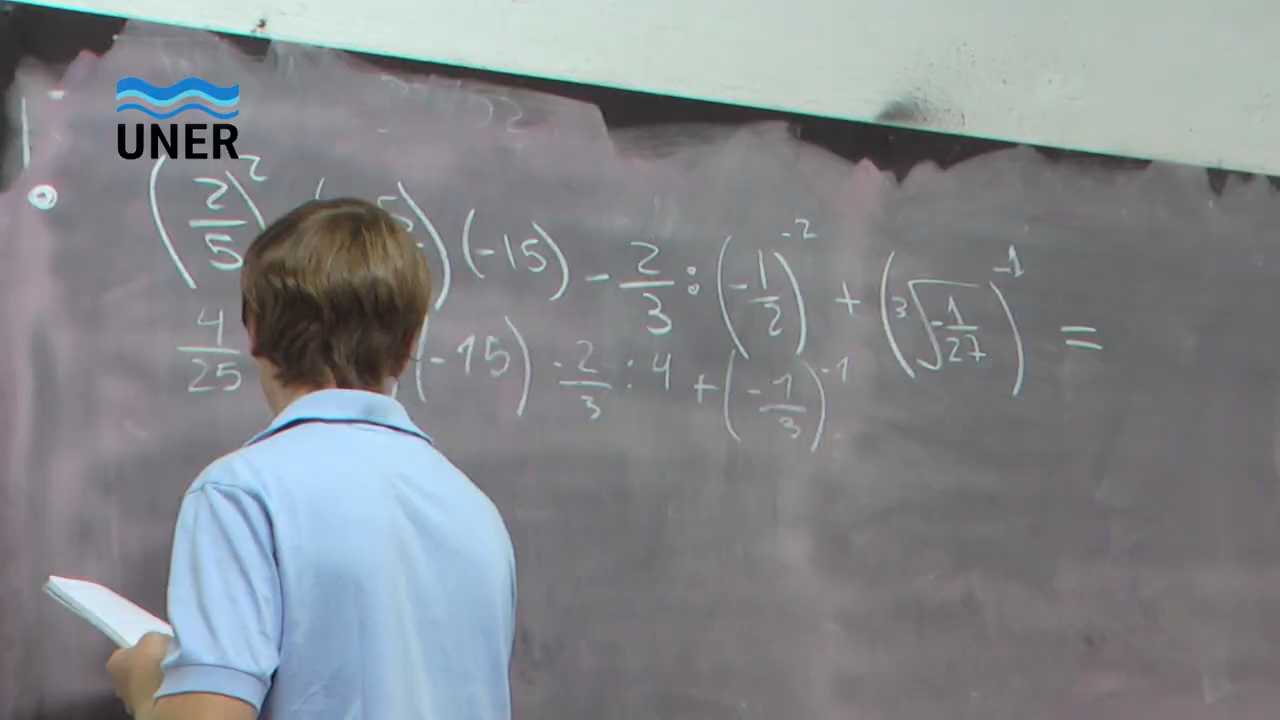 UNER
(2/5)² (5)(-15) - 2/3 : (-1/2)⁻² + (∛(-1/27))⁻¹ =
4/25 (-15) - 2/3 : 4 + (-1/3)⁻¹